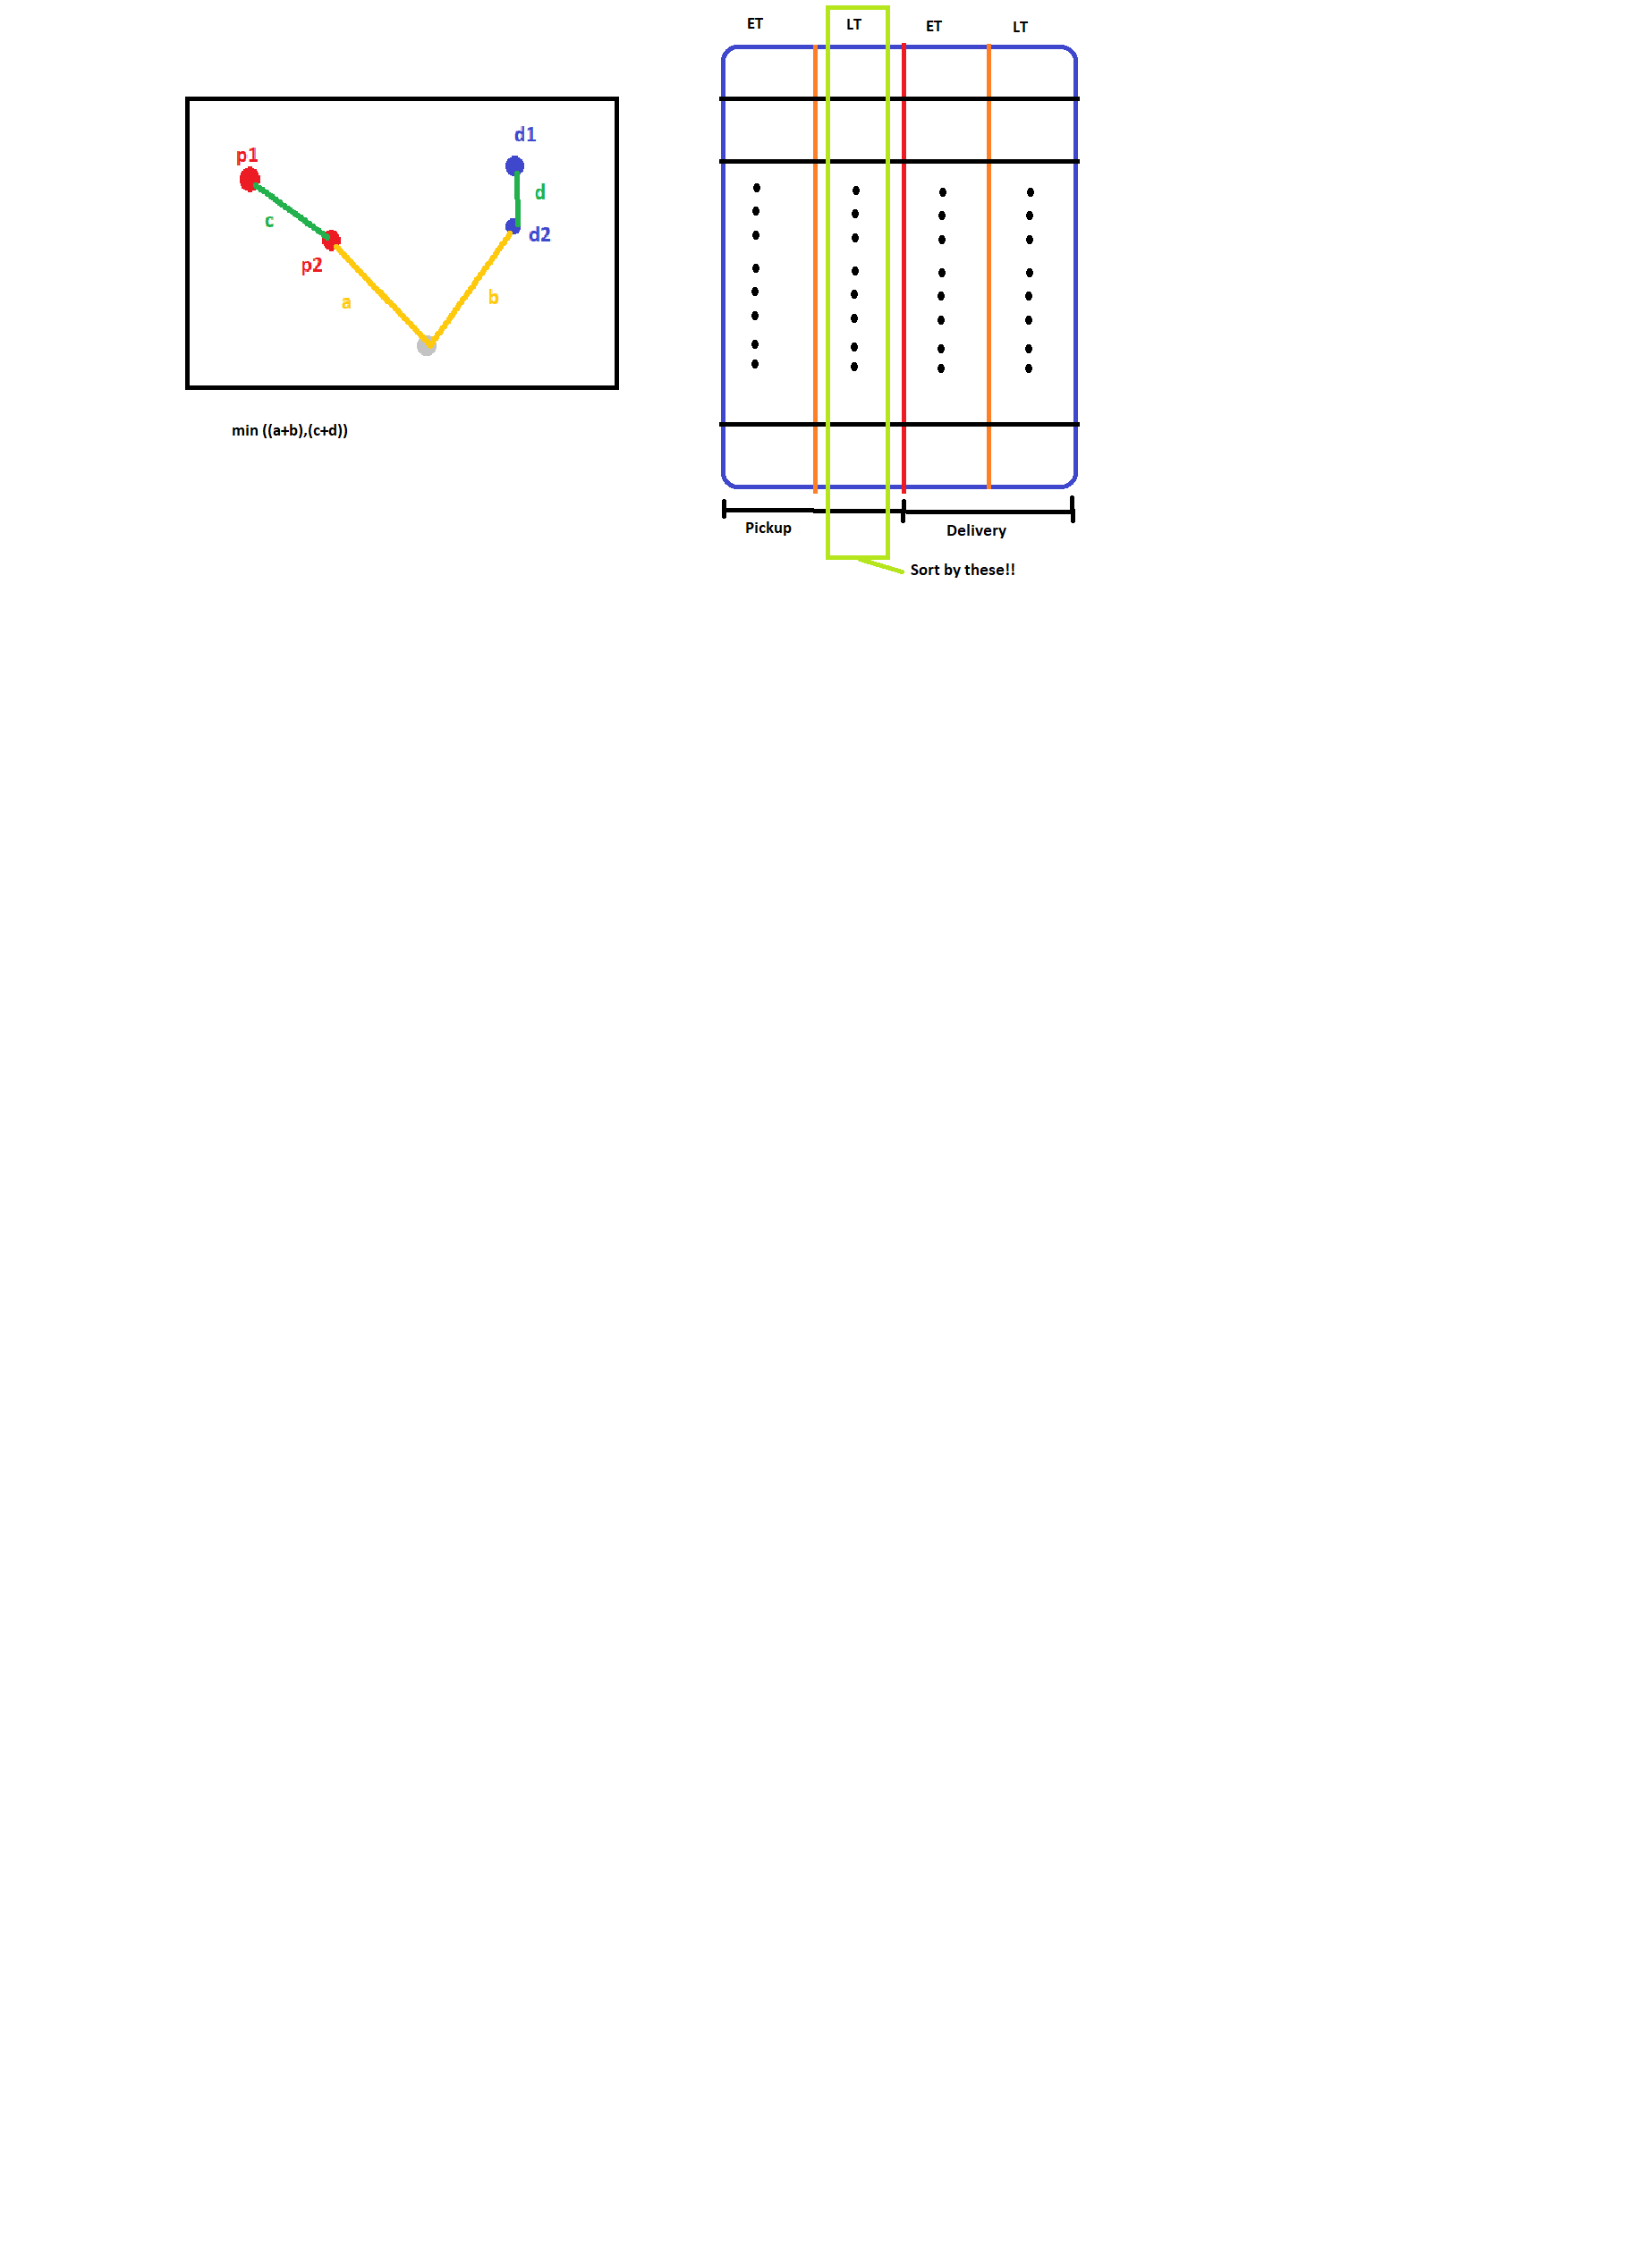 p1
c
p2
a
d1
d
d2
b
min ((a+b),(c+d))
ET LT ET LT
Pickup
Delivery
Sort by these!!